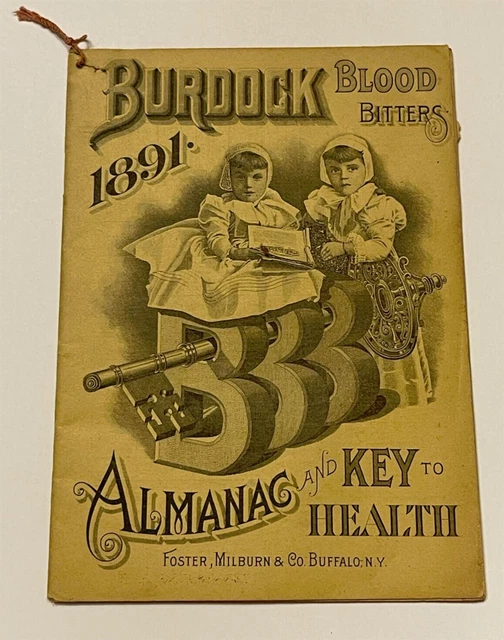 BURDOCK BLOOD
BITTERS
1891.
BBB
ALMANAC AND KEY TO
HEALTH
FOSTER, MILBURN & CO. BUFFALO, N.Y.